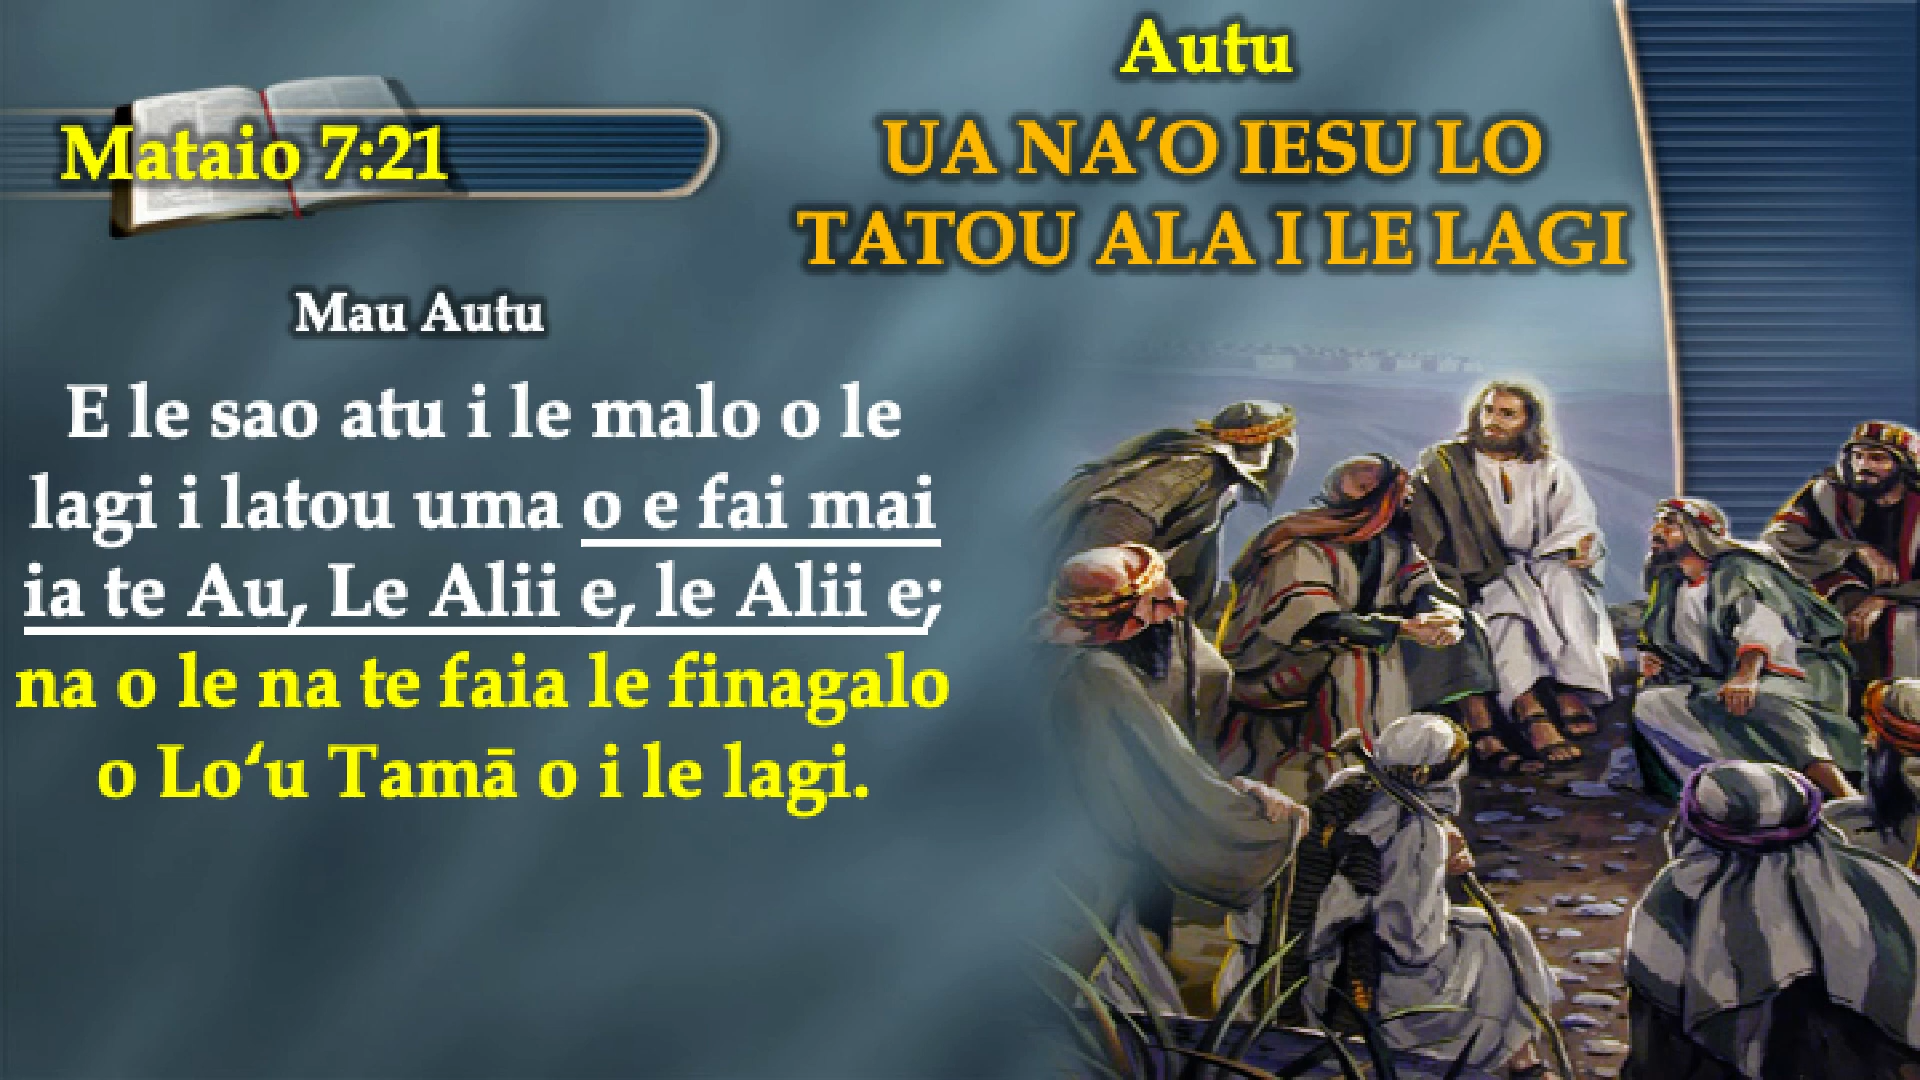 Autu
UA NA’O IESU LO
TATOU ALA I LE LAGI
Mataio 7:21
Mau Autu
E le sao atu i le malo o le
lagi i latou uma o e fai mai
ia te Au, Le Alii e, le Alii e;
na o le na te faia le finagalo
o Lo‘u Tamā o i le lagi.